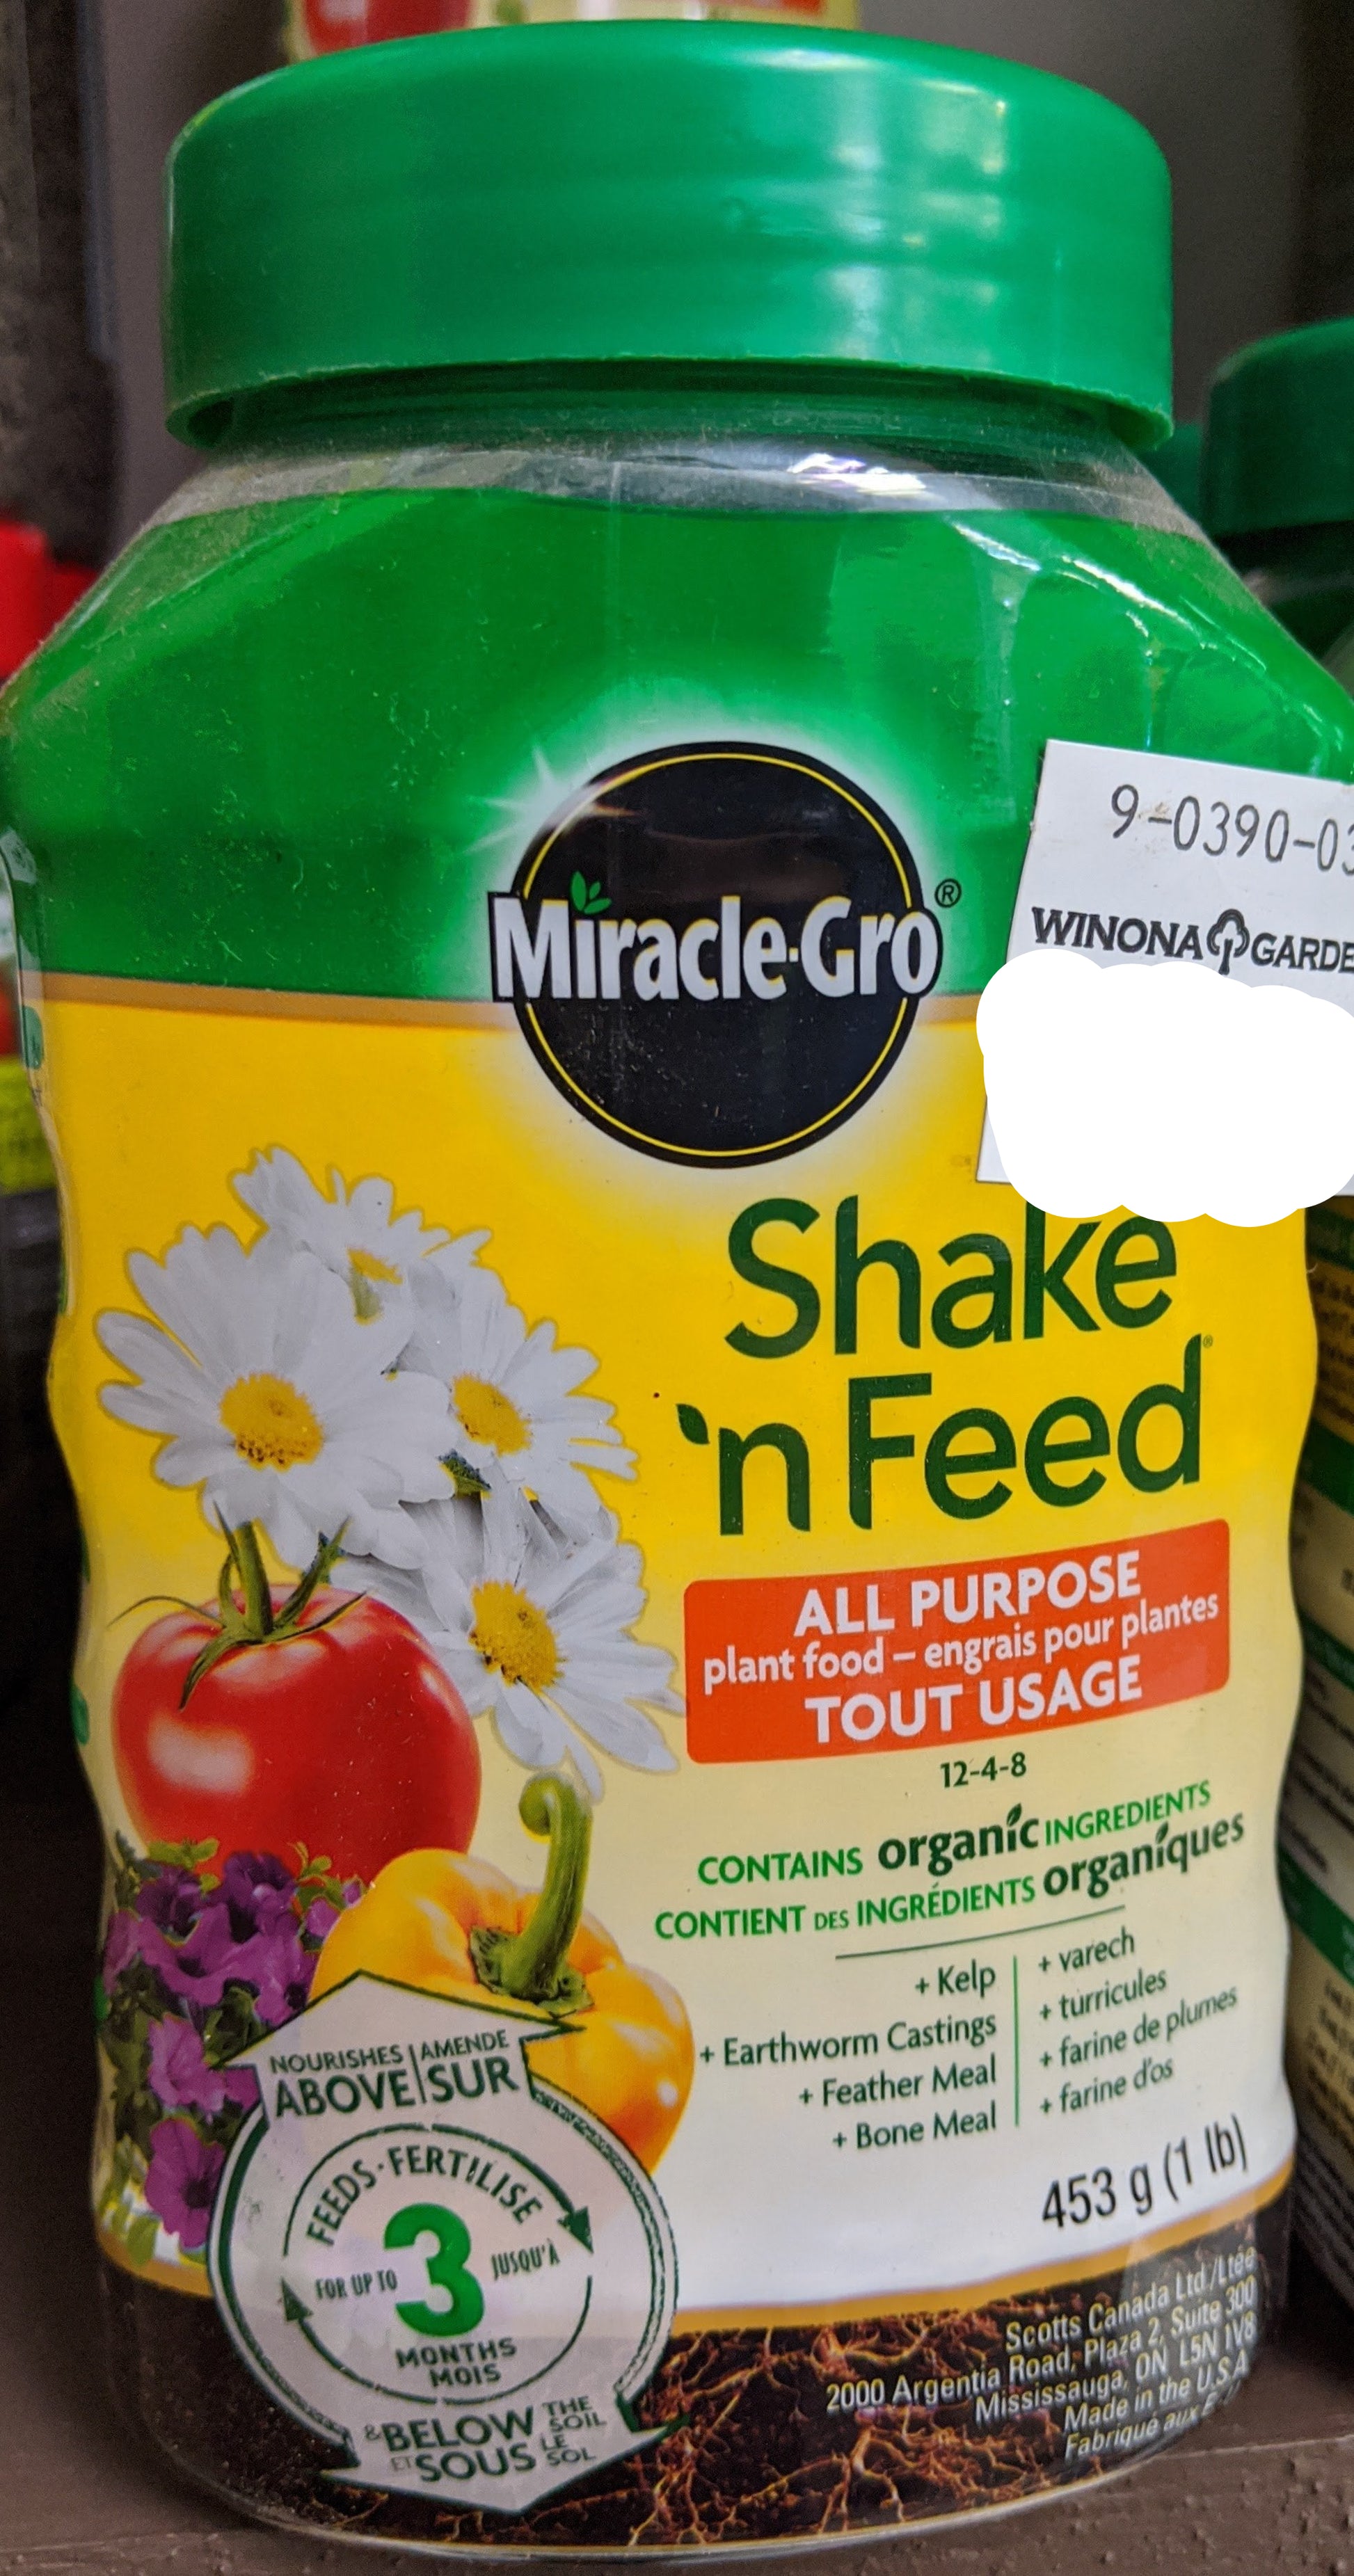 9-0390-03
WINONA GARDE
Miracle-Gro®
Shake
'n Feed®
ALL PURPOSE
plant food – engrais pour plantes
TOUT USAGE
12-4-8
CONTAINS organic INGREDIENTS
CONTIENT DES INGRÉDIENTS organiques
+ Kelp
+ Earthworm Castings
+ Feather Meal
+ Bone Meal
+ varech
+ turricules
+ farine de plumes
+ farine d'os
453 g (1 lb)
NOURISHES AMENDE
ABOVE SUR
FEEDS · FERTILISE
FOR UP TO 3 JUSQU'À
MONTHS
MOIS
& BELOW THE SOIL
ET SOUS LE SOL
Scotts Canada Ltd./Ltée
2000 Argentia Road, Plaza 2, Suite 300
Mississauga, ON L5N 1V8
Made in the U.S.A.
Fabriqué aux